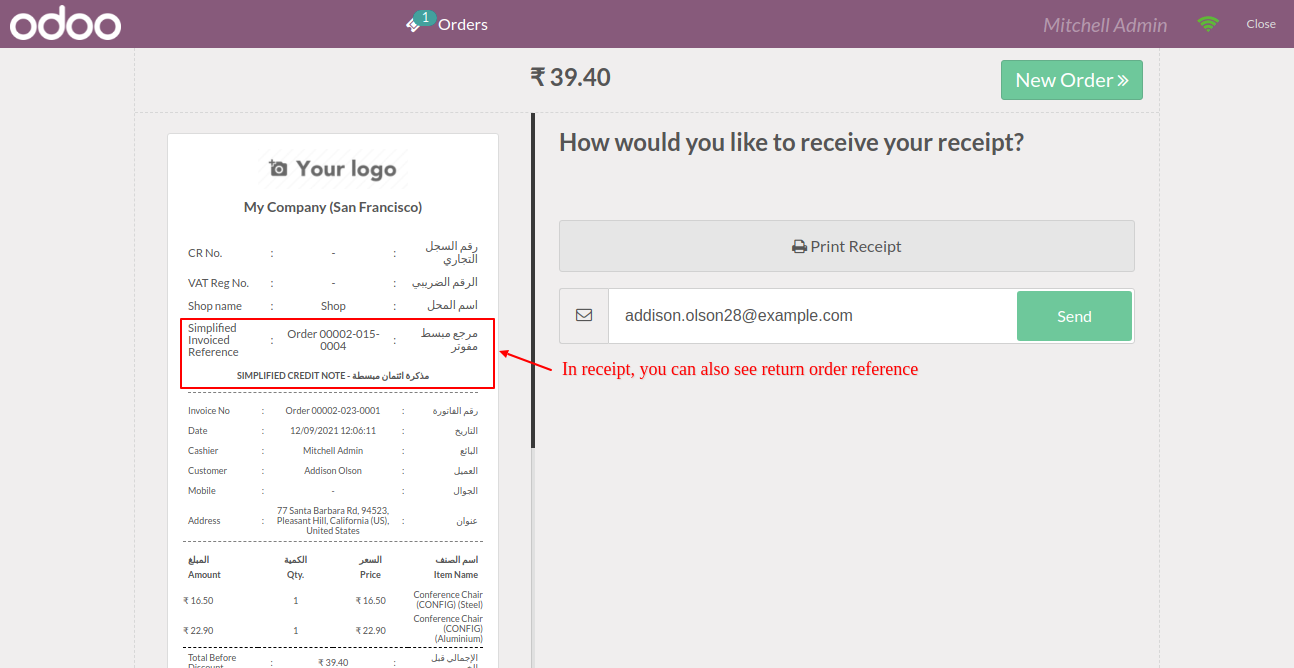 odoo
1
Orders
Mitchell Admin
Close
₹ 39.40
New Order »
Your logo
My Company (San Francisco)
CR No. : - : رقم السجل
التجاري
VAT Reg No. : - : الرقم الضريبي
Shop name : Shop : اسم المحل
Simplified
Invoiced
Reference
:
Order 00002-015-
0004
:
مرجع مبسط
مفوتر
SIMPLIFIED CREDIT NOTE - مذكرة ائتمان مبسطة
Invoice No : Order 00002-023-0001 : رقم الفاتورة
Date : 12/09/2021 12:06:11 : التاريخ
Cashier : Mitchell Admin : البائع
Customer : Addison Olson : العميل
Mobile : - : الجوال
Address :
77 Santa Barbara Rd, 94523,
Pleasant Hill, California (US),
United States
: عنوان
المبلغ الكمية السعر اسم الصنف
Amount Qty. Price Item Name
₹ 16.50 1 ₹ 16.50 Conference Chair
(CONFIG) (Steel)
₹ 22.90 1 ₹ 22.90 Conference Chair
(CONFIG)
(Aluminium)
Total Before
Discount
: ₹ 39.40 :
الإجمالي قبل
How would you like to receive your receipt?
Print Receipt
addison.olson28@example.com
Send
In receipt, you can also see return order reference